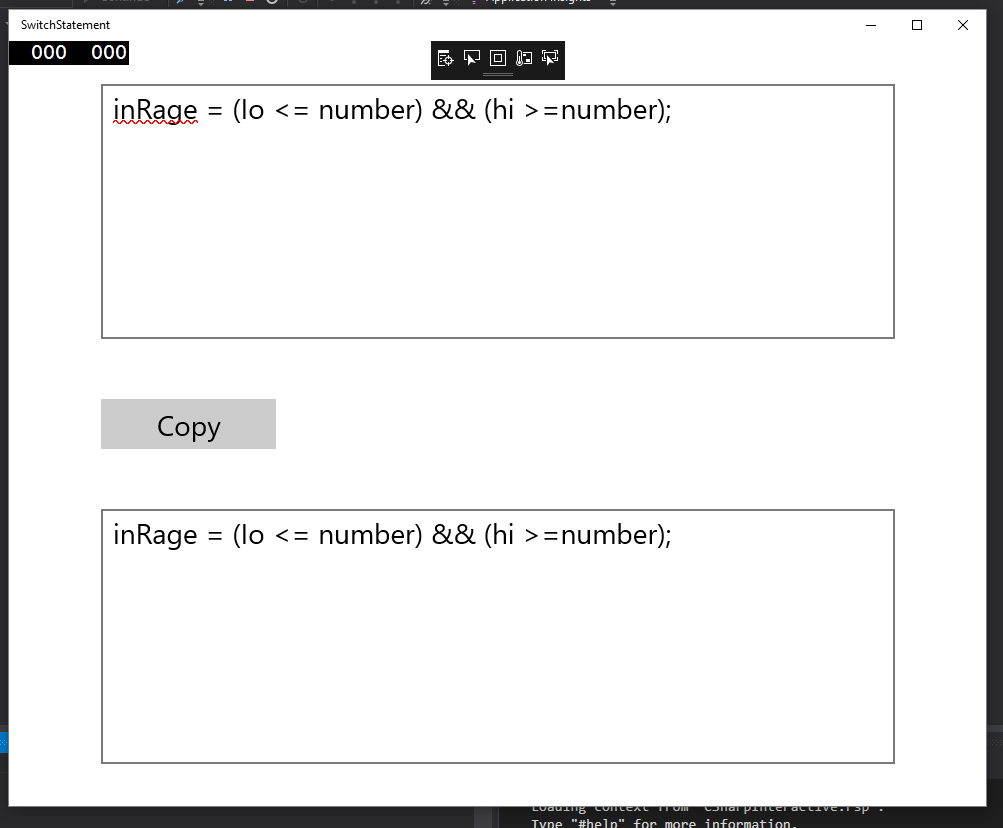 SwitchStatement
000 000
inRage = (lo <= number) && (hi >=number);
Copy
inRage = (lo <= number) && (hi >=number);
Loading context from 'CSharpInteractive.rsp'.
Type "#help" for more information.